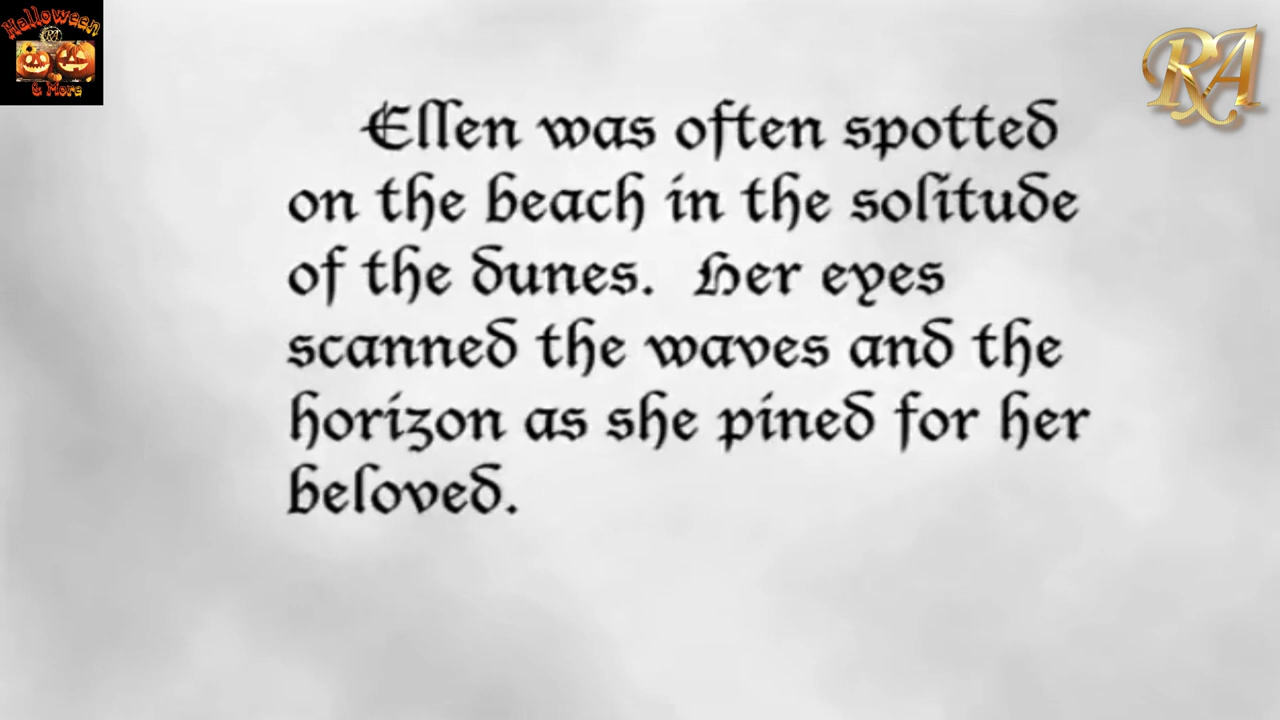 Halloween
RA
& More
RA
Ellen was often spotted
on the beach in the solitude
of the dunes.  Her eyes
scanned the waves and the
horizon as she pined for her
beloved.